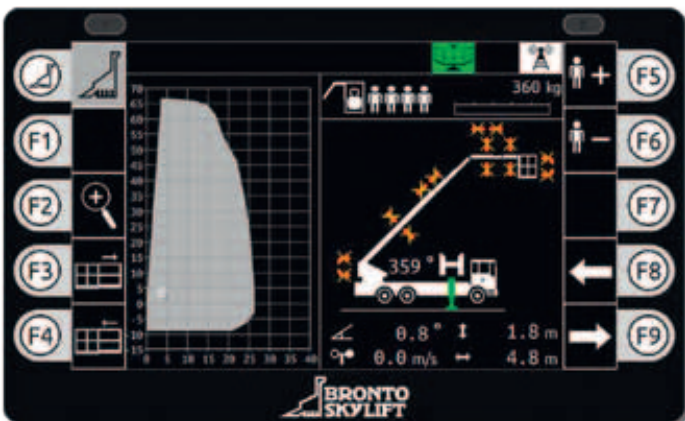 F1
F2
F3
F4
70
65
60
55
50
45
40
35
30
25
20
15
10
5
0
-5
-10
-15
0 5 10 15 20 25 30 35 40
360 kg
359 °
0.8° 1.8 m
0.0 m/s 4.8 m
+
−
F5
F6
F7
F8
F9
BRONTO
SKYLIFT